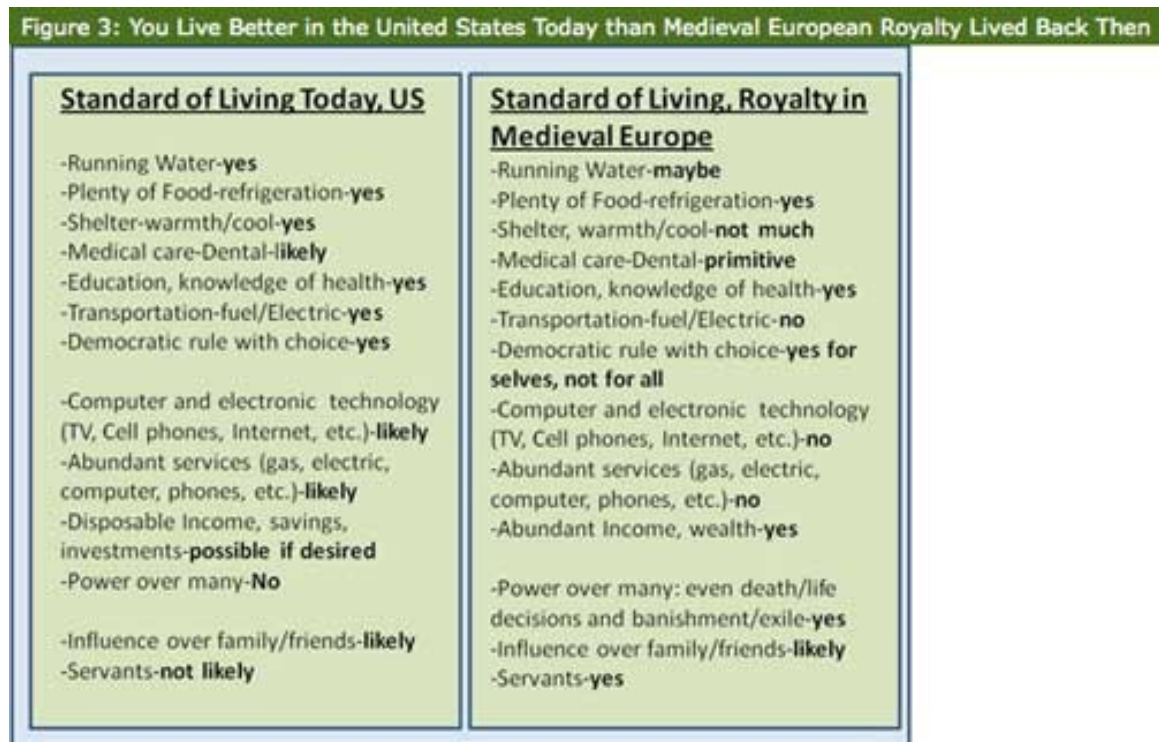 Figure 3: You Live Better in the United States Today than Medieval European Royalty Lived Back Then
Standard of Living Today, US
-Running Water-yes
-Plenty of Food-refrigeration-yes
-Shelter-warmth/cool-yes
-Medical care-Dental-likely
-Education, knowledge of health-yes
-Transportation-fuel/Electric-yes
-Democratic rule with choice-yes
-Computer and electronic technology
(TV, Cell phones, Internet, etc.)-likely
-Abundant services (gas, electric,
computer, phones, etc.)-likely
-Disposable Income, savings,
investments-possible if desired
-Power over many-No
-Influence over family/friends-likely
-Servants-not likely
Standard of Living, Royalty in
Medieval Europe
-Running Water-maybe
-Plenty of Food-refrigeration-yes
-Shelter, warmth/cool-not much
-Medical care-Dental-primitive
-Education, knowledge of health-yes
-Transportation-fuel/Electric-no
-Democratic rule with choice-yes for
selves, not for all
-Computer and electronic technology
(TV, Cell phones, Internet, etc.)-no
-Abundant services (gas, electric,
computer, phones, etc.)-no
-Abundant Income, wealth-yes
-Power over many: even death/life
decisions and banishment/exile-yes
-Influence over family/friends-likely
-Servants-yes